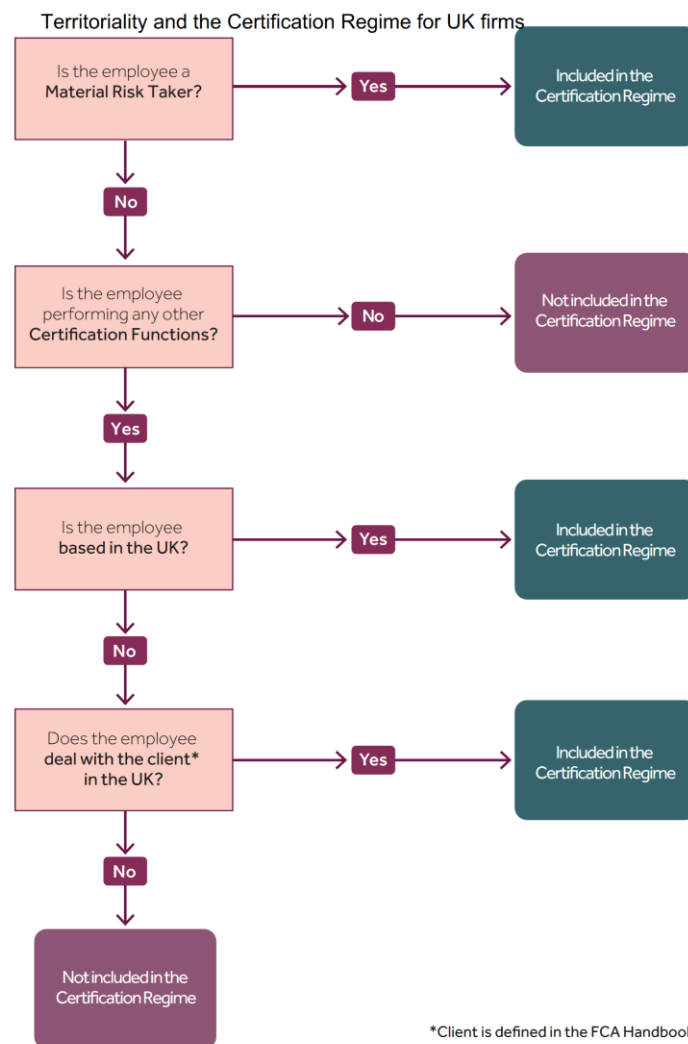 Territoriality and the Certification Regime for UK firms
Is the employee a
Material Risk Taker?
Yes
Included in the
Certification Regime
No
Is the employee
performing any other
Certification Functions?
No
Not included in the
Certification Regime
Yes
Is the employee
based in the UK?
Yes
Included in the
Certification Regime
No
Does the employee
deal with the client*
in the UK?
Yes
Included in the
Certification Regime
No
Not included in the
Certification Regime
*Client is defined in the FCA Handbook